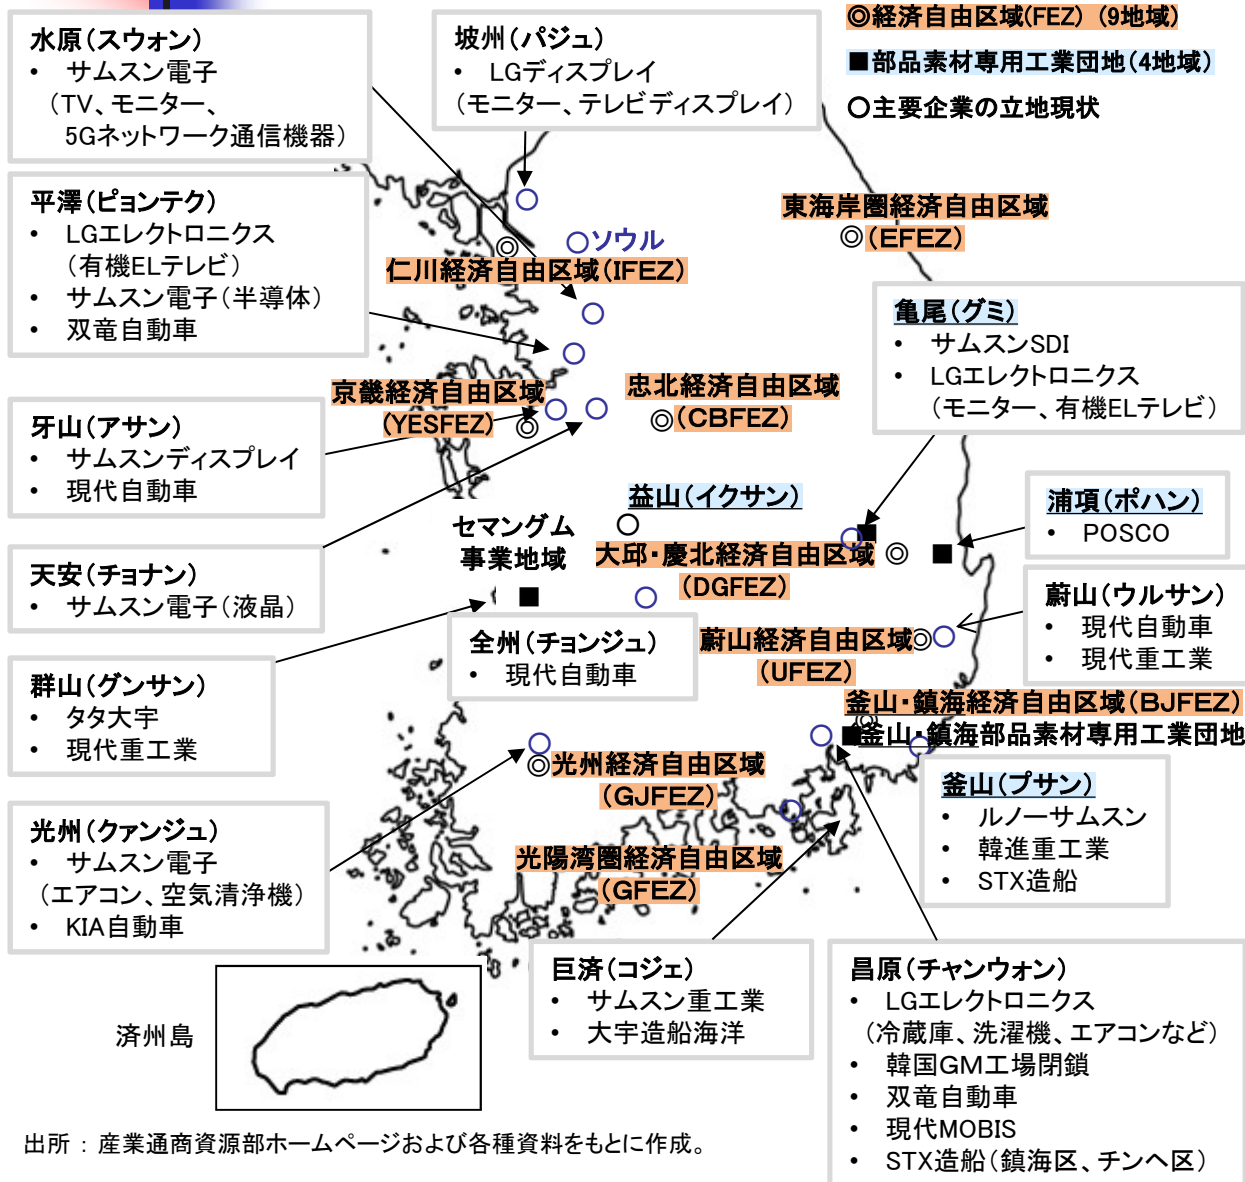 ◎経済自由区域(FEZ) (9地域)
■部品素材専用工業団地(4地域)
○主要企業の立地現状
水原(スウォン)
• サムスン電子
(TV、モニター、
5Gネットワーク通信機器)
坡州(パジュ)
• LGディスプレイ
(モニター、テレビディスプレイ)
平澤(ピョンテク)
• LGエレクトロニクス
(有機ELテレビ)
• サムスン電子(半導体)
• 双竜自動車
東海岸圏経済自由区域
◎(EFEZ)
◎
○ソウル
仁川経済自由区域(IFEZ)
亀尾(グミ)
• サムスンSDI
• LGエレクトロニクス
(モニター、有機ELテレビ)
京畿経済自由区域
(YESFEZ) ◎
忠北経済自由区域
◎(CBFEZ)
牙山(アサン)
• サムスンディスプレイ
• 現代自動車
益山(イクサン)
浦項(ポハン)
• POSCO
セマングム
事業地域
大邱・慶北経済自由区域 ◎
(DGFEZ)
天安(チョナン)
• サムスン電子(液晶)
蔚山(ウルサン)
• 現代自動車
• 現代重工業
全州(チョンジュ)
• 現代自動車
蔚山経済自由区域◎
(UFEZ)
群山(グンサン)
• タタ大宇
• 現代重工業
釜山・鎮海経済自由区域(BJFEZ)
◎
釜山・鎮海部品素材専用工業団地
◎光州経済自由区域
(GJFEZ)
釜山(プサン)
• ルノーサムスン
• 韓進重工業
• STX造船
光州(クァンジュ)
• サムスン電子
(エアコン、空気清浄機)
• KIA自動車
光陽湾圏経済自由区域
(GFEZ)
巨済(コジェ)
• サムスン重工業
• 大宇造船海洋
昌原(チャンウォン)
• LGエレクトロニクス
(冷蔵庫、洗濯機、エアコンなど)
• 韓国GM工場閉鎖
• 双竜自動車
• 現代MOBIS
• STX造船(鎮海区、チンヘ区)
済州島
出所 : 産業通商資源部ホームページおよび各種資料をもとに作成。